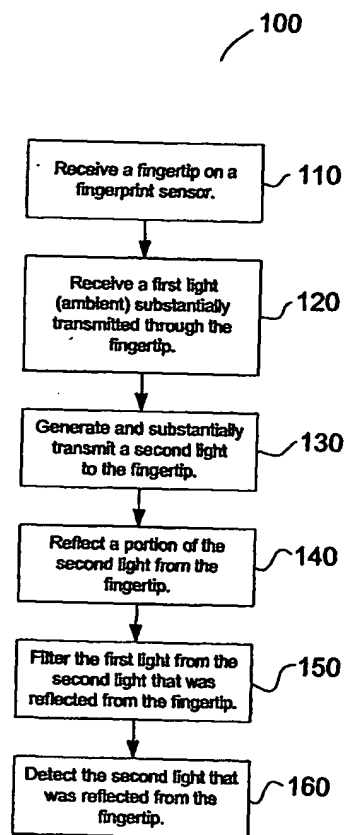 100
Receive a fingertip on a
fingerprint sensor.
110
Receive a first light
(ambient) substantially
transmitted through the
fingertip.
120
Generate and substantially
transmit a second light
to the fingertip.
130
Reflect a portion of the
second light from the
fingertip.
140
Filter the first light from the
second light that was
reflected from the fingertip.
150
Detect the second light that
was reflected from the
fingertip.
160